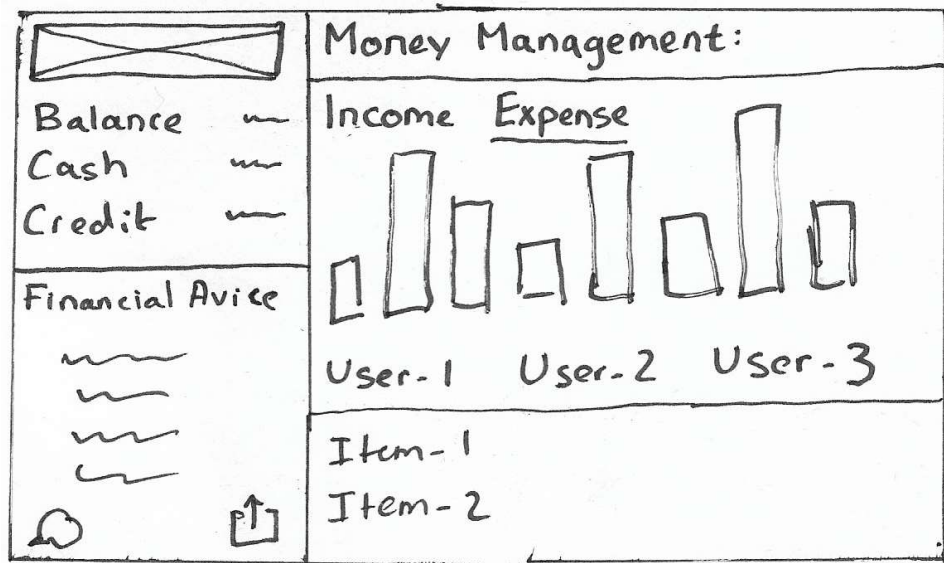 Balance
Cash
Credit
Financial Avice
Money Management:
Income Expense
User-1 User-2 User-3
Item-1
Item-2